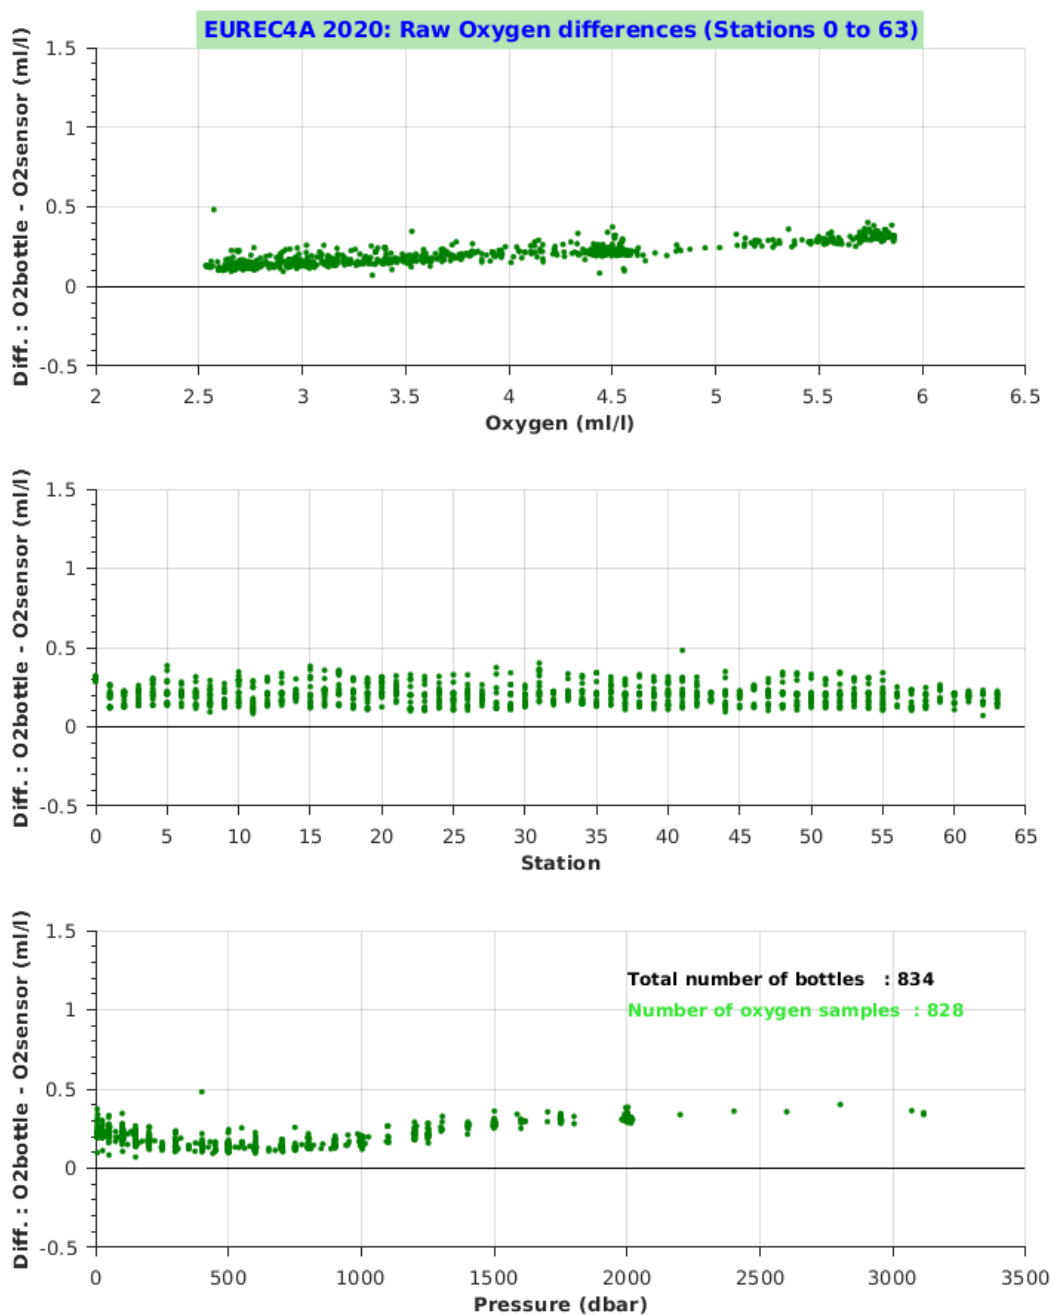 EUREC4A 2020: Raw Oxygen differences (Stations 0 to 63)
Diff. : O2bottle - O2sensor (ml/l)
1.5
1
0.5
0
-0.5
2 2.5 3 3.5 4 4.5 5 5.5 6 6.5
Oxygen (ml/l)
Diff. : O2bottle - O2sensor (ml/l)
1.5
1
0.5
0
-0.5
0 5 10 15 20 25 30 35 40 45 50 55 60 65
Station
Diff. : O2bottle - O2sensor (ml/l)
1.5
1
0.5
0
-0.5
Total number of bottles : 834
Number of oxygen samples : 828
0 500 1000 1500 2000 2500 3000 3500
Pressure (dbar)